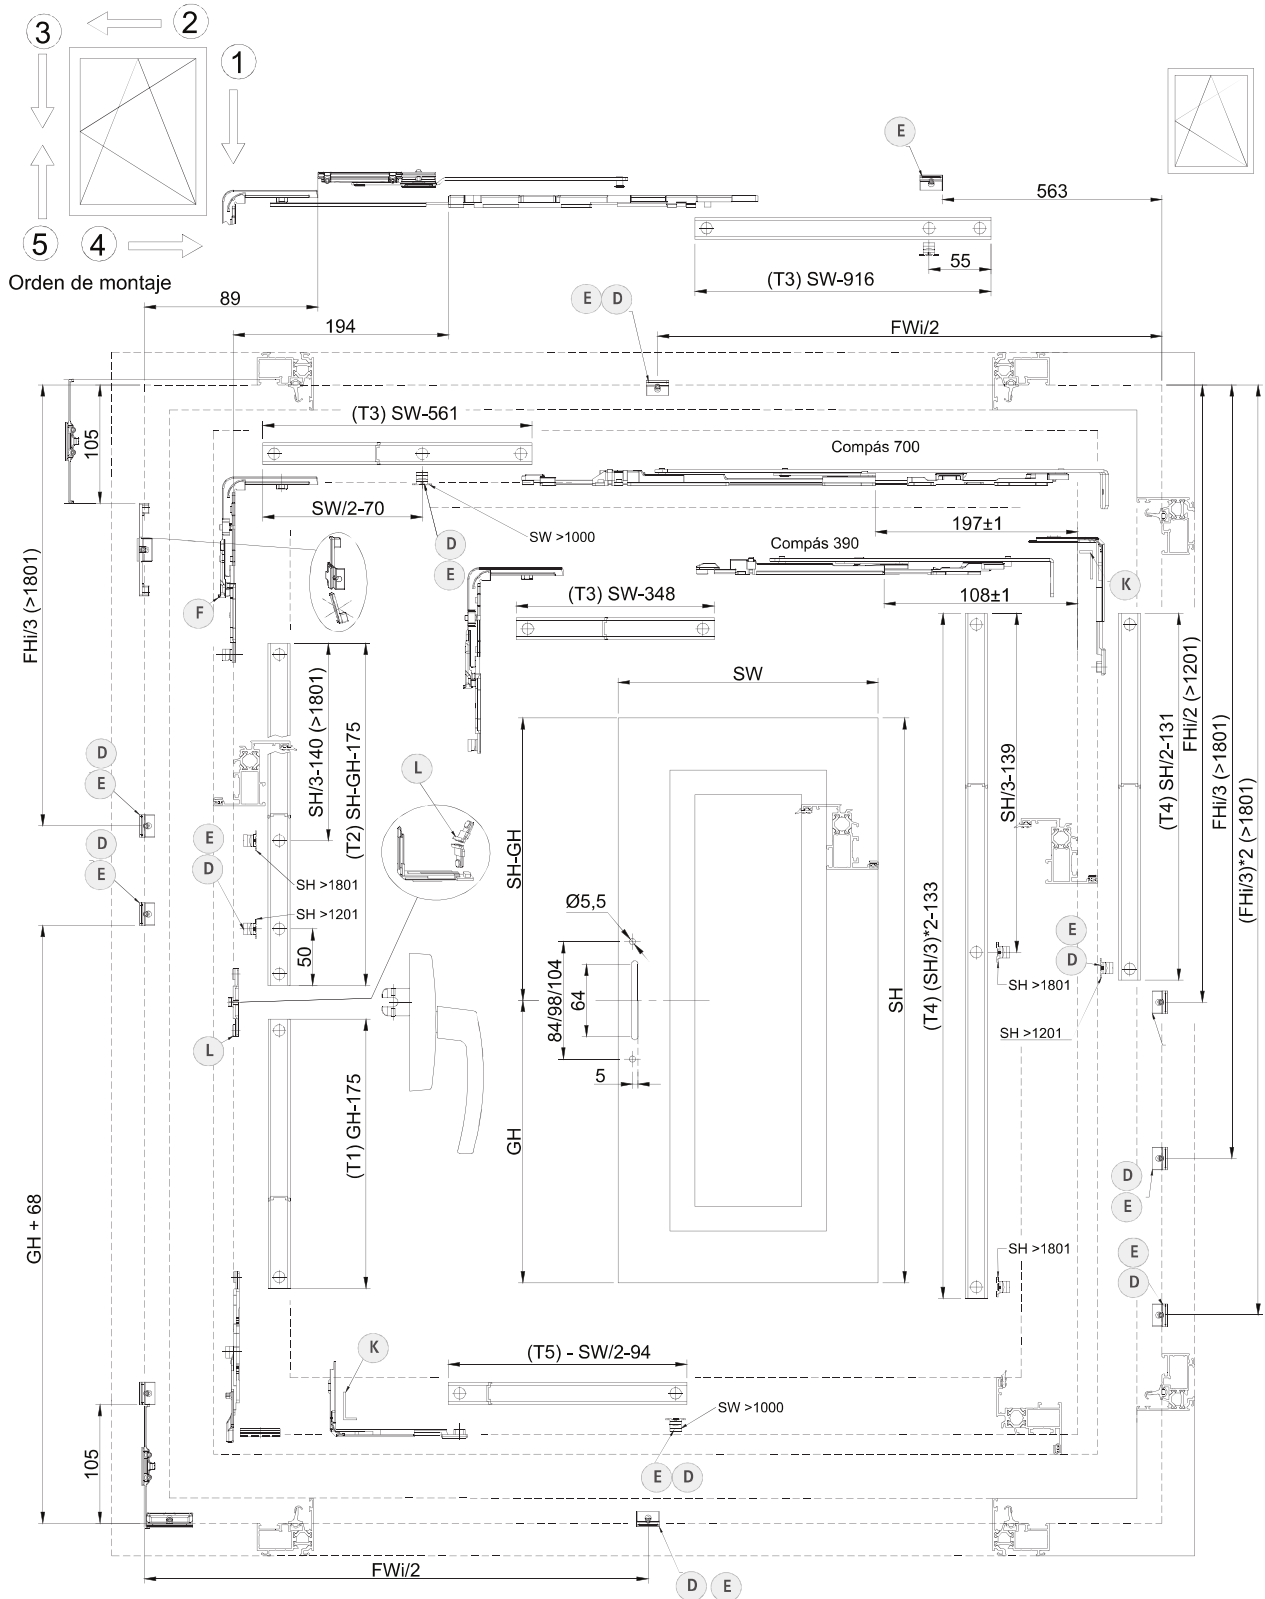 3
2
1
5
4
Orden de montaje
E
563
55
(T3) SW-916
89
E D
194
FWi/2
105
(T3) SW-561
Compás 700
SW/2-70
SW >1000
D
E
197±1
Compás 390
F
K
(T3) SW-348
108±1
FHi/3 (>1801)
SH/3-140 (>1801)
(T2) SH-GH-175
SW
SH/3-139
(T4) SH/2-131
FHi/2 (>1201)
FHi/3 (>1801)
(FHi/3)*2 (>1801)
D
E
L
D
E
E
D
SH >1801
SH >1201
50
SH-GH
Ø5,5
84/98/104
64
5
SH
(T4) (SH/3)*2-133
E
D
SH >1801
SH >1201
L
(T1) GH-175
GH
GH + 68
D
E
E
D
SH >1801
K
(T5) - SW/2-94
SW >1000
E D
105
FWi/2
D E